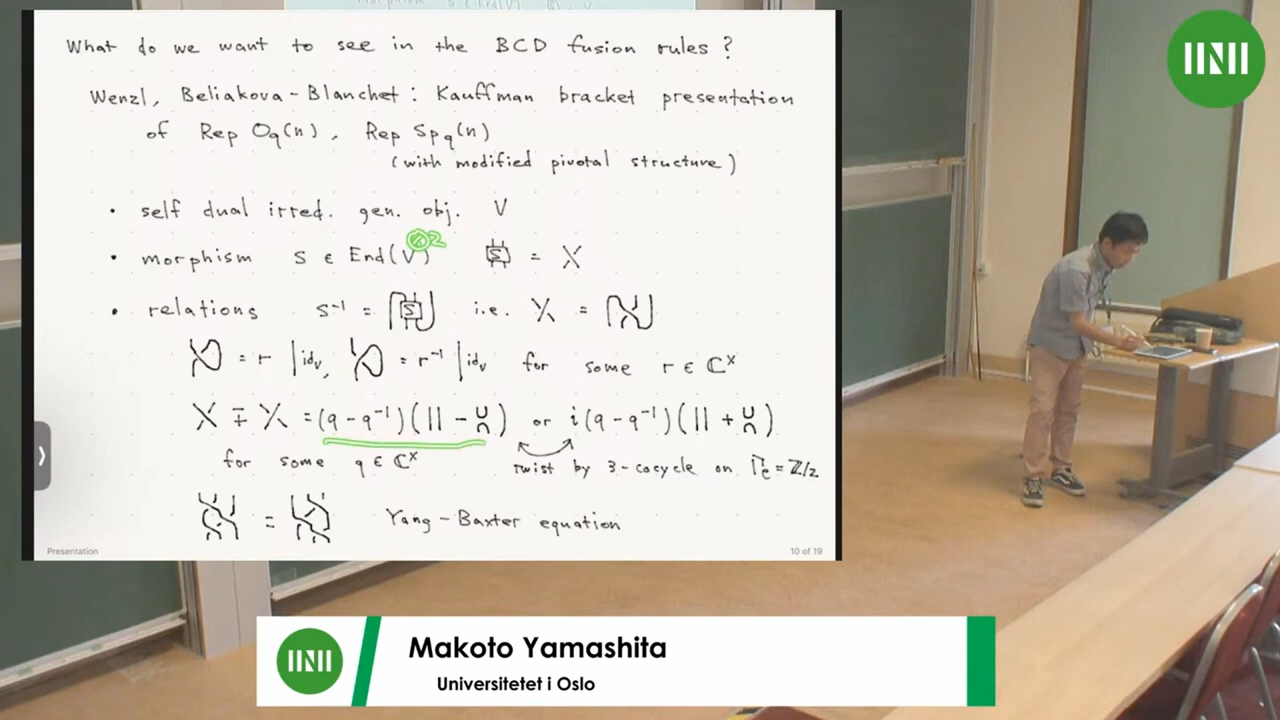 What do we want to see in the BCD fusion rules ?
Wenzl, Beliakova - Blanchet : Kauffman bracket presentation
of Rep Oq(n), Rep Spq(n)
(with modified pivotal structure)
• self dual irred. gen. obj. V
• morphism S ∈ End(V⊗2) S = X
• relations S⁻¹ = S i.e. X =
= r | idV, = r⁻¹ | idV for some r ∈ ℂ^×
X ∓ X = (q - q⁻¹)(|| - ∪∩) or i(q - q⁻¹)(|| + ∪∩)
for some q ∈ ℂ^× twist by 3-cocycle on Γe = Z/2
= Yang - Baxter equation
Presentation 10 of 19
Makoto Yamashita
Universitetet i Oslo